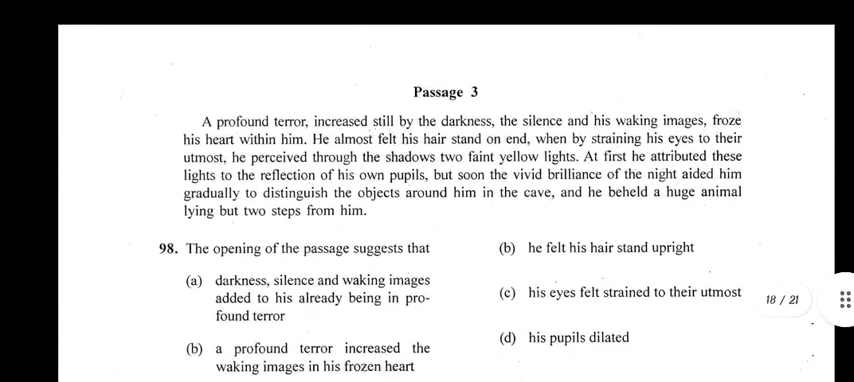 Passage 3
A profound terror, increased still by the darkness, the silence and his waking images, froze
his heart within him. He almost felt his hair stand on end, when by straining his eyes to their
utmost, he perceived through the shadows two faint yellow lights. At first he attributed these
lights to the reflection of his own pupils, but soon the vivid brilliance of the night aided him
gradually to distinguish the objects around him in the cave, and he beheld a huge animal
lying but two steps from him.
98. The opening of the passage suggests that
(a) darkness, silence and waking images
added to his already being in pro-
found terror
(b) a profound terror increased the
waking images in his frozen heart
(b) he felt his hair stand upright
(c) his eyes felt strained to their utmost
(d) his pupils dilated
18 / 21